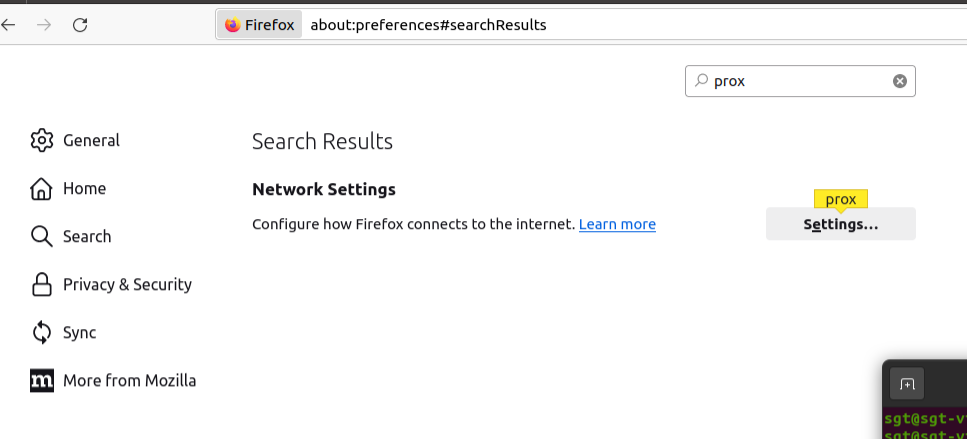 Firefox about:preferences#searchResults
prox
General
Home
Search
Privacy & Security
Sync
More from Mozilla
Search Results
Network Settings
Configure how Firefox connects to the internet. Learn more
prox
Settings...
sgt@sgt-v
sgt@sgt-v